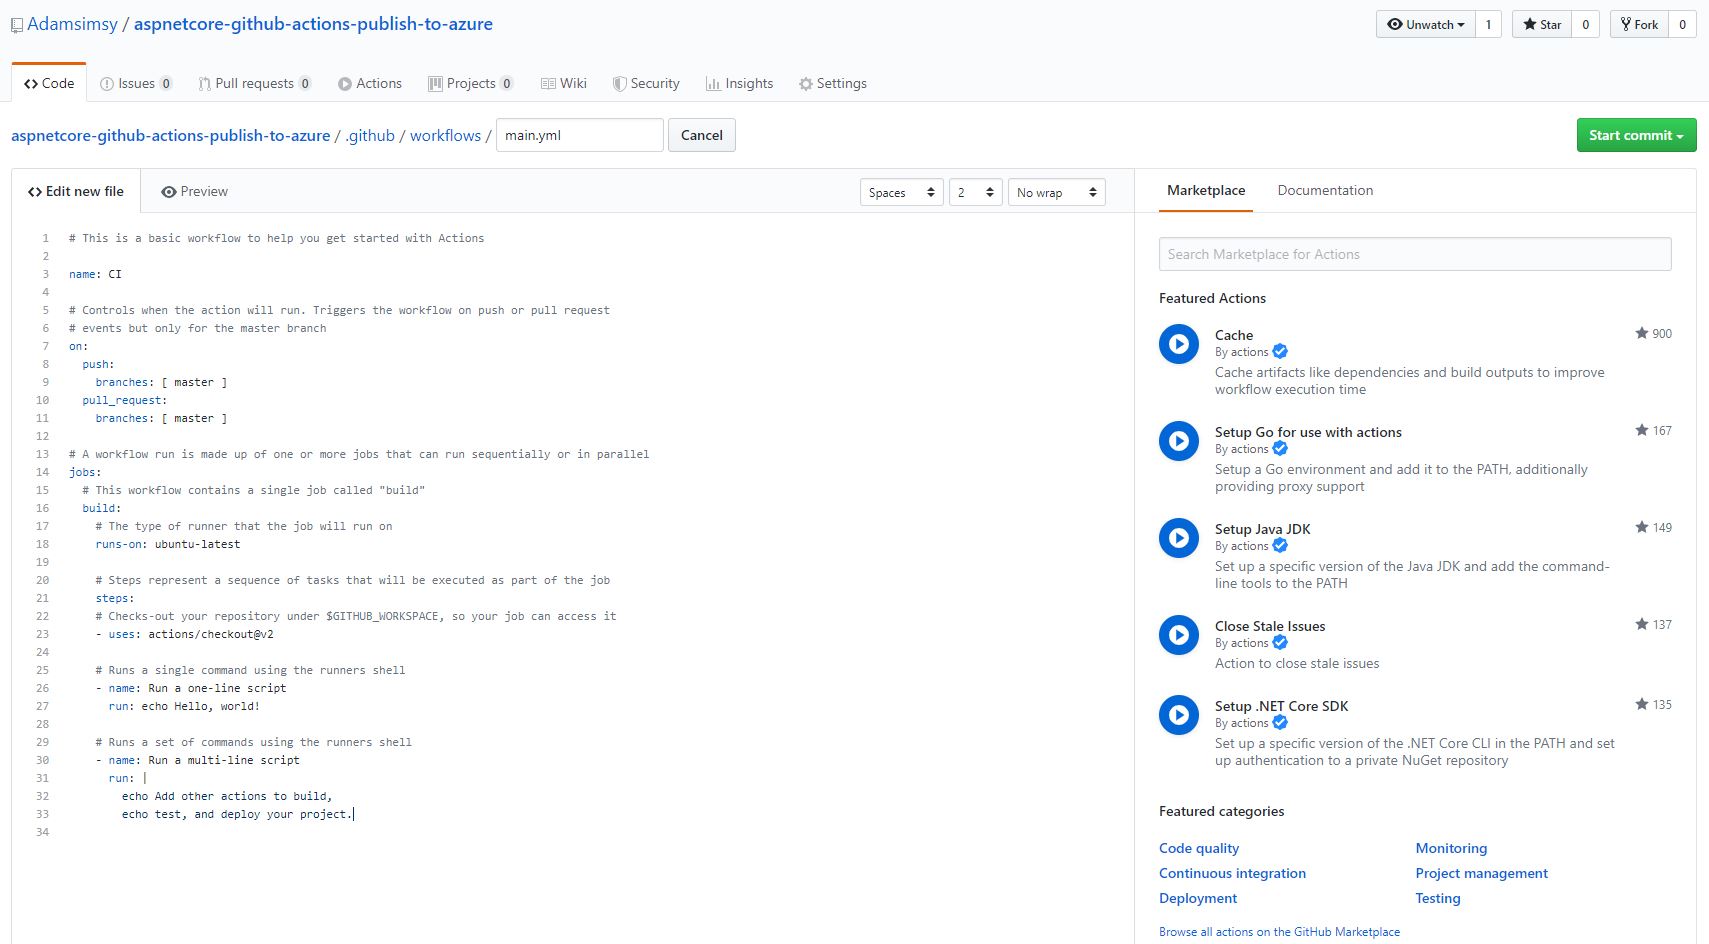 Adamsimsy / aspnetcore-github-actions-publish-to-azure
Unwatch 1 Star 0 Fork 0
Code Issues 0 Pull requests 0 Actions Projects 0 Wiki Security Insights Settings
aspnetcore-github-actions-publish-to-azure / .github / workflows / main.yml Cancel Start commit
Edit new file Preview Spaces 2 No wrap
1 # This is a basic workflow to help you get started with Actions
2
3 name: CI
4
5 # Controls when the action will run. Triggers the workflow on push or pull request
6 # events but only for the master branch
7 on:
8   push:
9     branches: [ master ]
10   pull_request:
11     branches: [ master ]
12
13 # A workflow run is made up of one or more jobs that can run sequentially or in parallel
14 jobs:
15   # This workflow contains a single job called "build"
16   build:
17     # The type of runner that the job will run on
18     runs-on: ubuntu-latest
19
20     # Steps represent a sequence of tasks that will be executed as part of the job
21     steps:
22     # Checks-out your repository under $GITHUB_WORKSPACE, so your job can access it
23     - uses: actions/checkout@v2
24
25     # Runs a single command using the runners shell
26     - name: Run a one-line script
27       run: echo Hello, world!
28
29     # Runs a set of commands using the runners shell
30     - name: Run a multi-line script
31       run: |
32         echo Add other actions to build,
33         echo test, and deploy your project.
34
Marketplace Documentation
Search Marketplace for Actions
Featured Actions
Cache 900
By actions
Cache artifacts like dependencies and build outputs to improve
workflow execution time
Setup Go for use with actions 167
By actions
Setup a Go environment and add it to the PATH, additionally
providing proxy support
Setup Java JDK 149
By actions
Set up a specific version of the Java JDK and add the command-
line tools to the PATH
Close Stale Issues 137
By actions
Action to close stale issues
Setup .NET Core SDK 135
By actions
Set up a specific version of the .NET Core CLI in the PATH and set
up authentication to a private NuGet repository
Featured categories
Code quality Monitoring
Continuous integration Project management
Deployment Testing
Browse all actions on the GitHub Marketplace